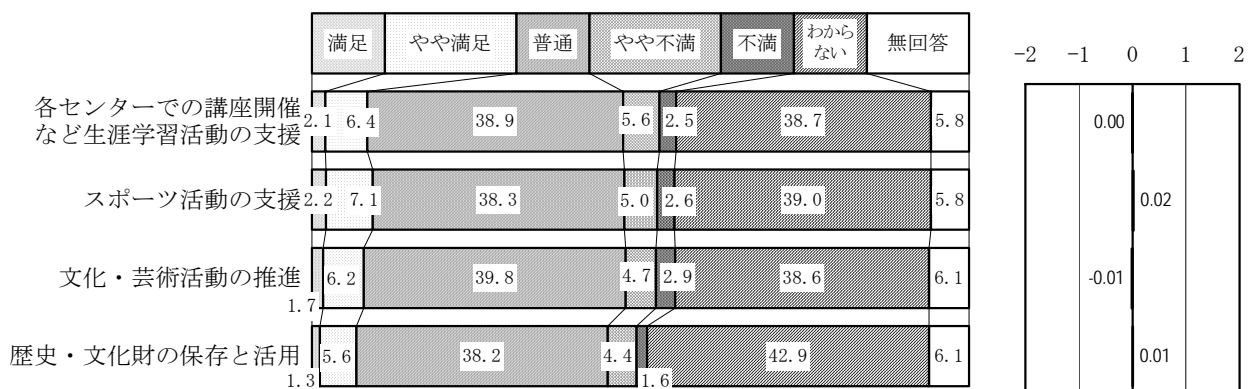 満足 やや満足 普通 やや不満 不満 わから ない 無回答
-2 -1 0 1 2
各センターでの講座開催
など生涯学習活動の支援
2.1 6.4 38.9 5.6 2.5 38.7 5.8 0.00
スポーツ活動の支援 2.2 7.1 38.3 5.0 2.6 39.0 5.8 0.02
文化・芸術活動の推進 1.7 6.2 39.8 4.7 2.9 38.6 6.1 -0.01
歴史・文化財の保存と活用 1.3 5.6 38.2 4.4 1.6 42.9 6.1 0.01